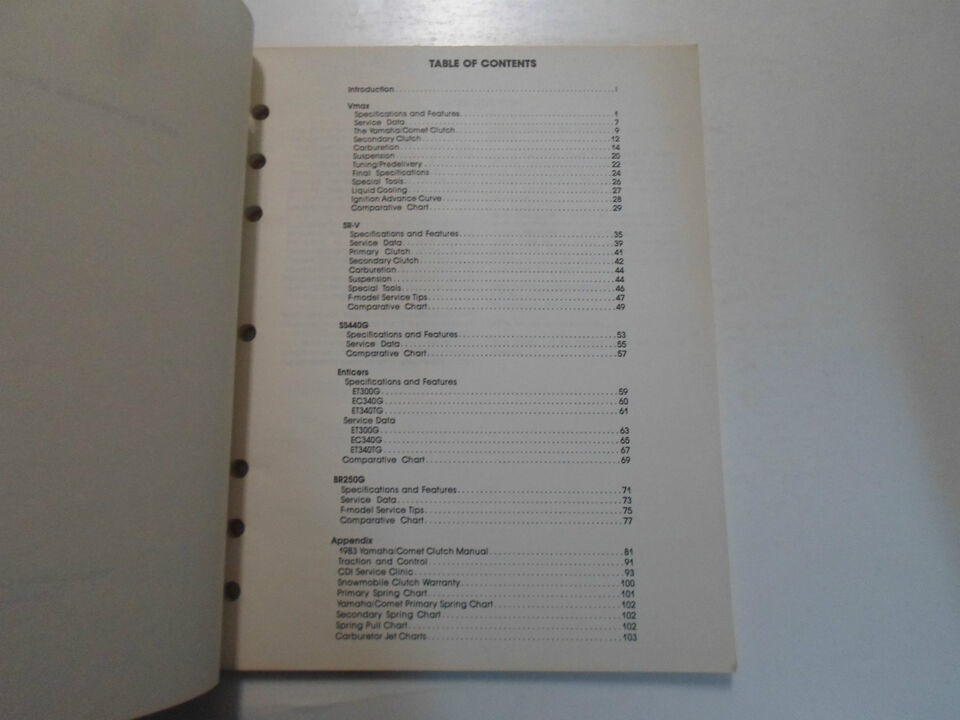 TABLE OF CONTENTS
Introduction i
Vmax
Specifications and Features 1
Service Data 7
The Yamaha/Comet Clutch 9
Secondary Clutch 12
Carburetion 14
Suspension 20
Tuning/Predelivery 22
Final Specifications 24
Special Tools 26
Liquid Cooling 27
Ignition Advance Curve 28
Comparative Chart 29
SR-V
Specifications and Features 35
Service Data 39
Primary Clutch 41
Secondary Clutch 42
Carburetion 44
Suspension 44
Special Tools 46
F-model Service Tips 47
Comparative Chart 49
SS440G
Specifications and Features 53
Service Data 55
Comparative Chart 57
Enticers
Specifications and Features
ET300G 59
EC340G 60
ET340TG 61
Service Data
ET300G 63
EC340G 65
ET340TG 67
Comparative Chart 69
BR250G
Specifications and Features 71
Service Data 73
F-model Service Tips 75
Comparative Chart 77
Appendix
1983 Yamaha/Comet Clutch Manual 81
Traction and Control 91
CDI Service Clinic 93
Snowmobile Clutch Warranty 100
Primary Spring Chart 101
Yamaha/Comet Primary Spring Chart 102
Secondary Spring Chart 102
Spring Pull Chart 102
Carburetor Jet Charts 103